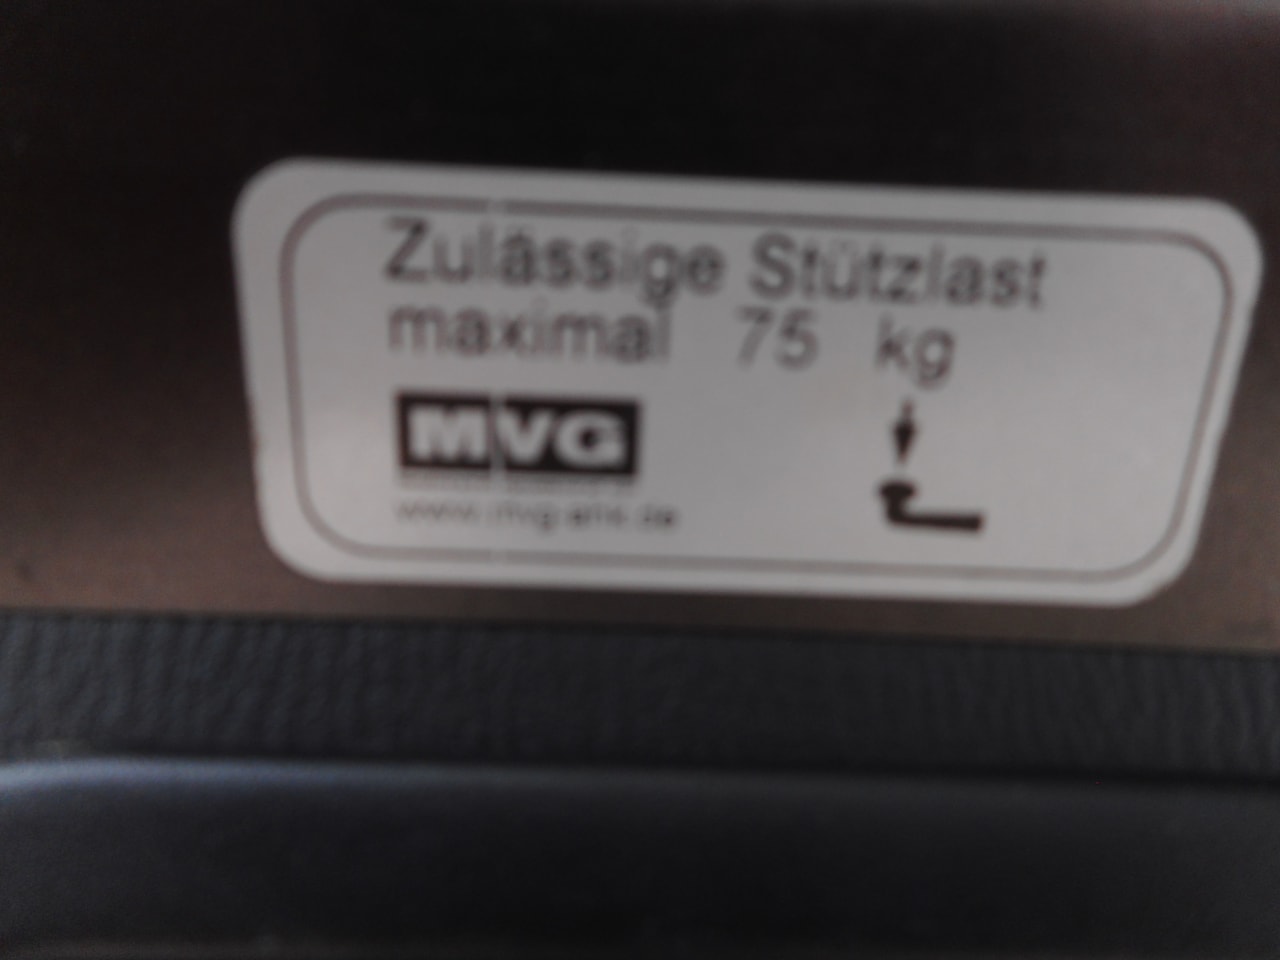 Zulässige Stützlast
maximal 75 kg
MVG